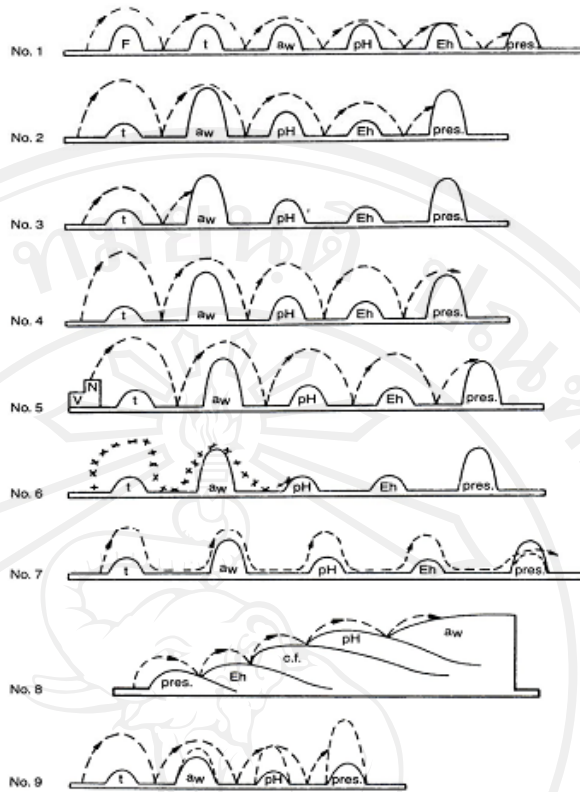 No. 1 F t aw pH Eh pres.
No. 2 t aw pH Eh pres.
No. 3 t aw pH Eh pres.
No. 4 t aw pH Eh pres.
No. 5 V N t aw pH Eh pres.
No. 6 t aw pH Eh pres.
No. 7 t aw pH Eh pres.
No. 8 pres. Eh c.f. pH aw
No. 9 t aw pH pres.